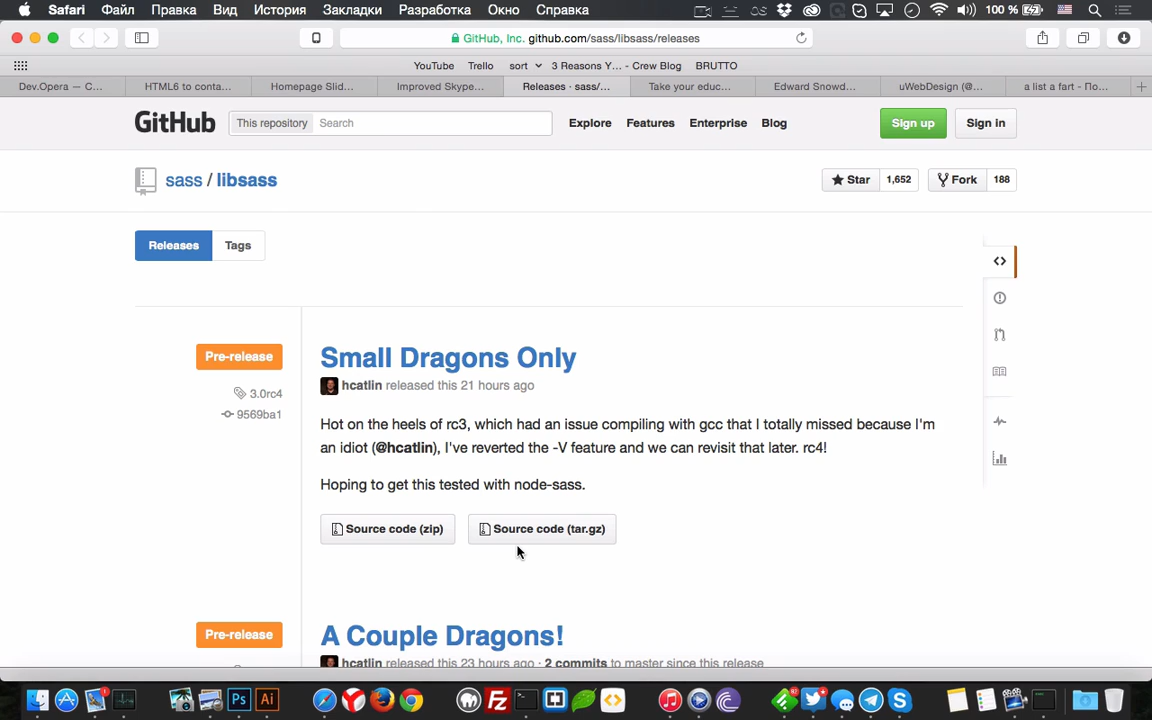 Safari Файл Правка Вид История Закладки Разработка Окно Справка 100 %
GitHub, Inc. github.com/sass/libsass/releases
YouTube Trello sort 3 Reasons Y... - Crew Blog BRUTTO
Dev.Opera — C... HTML6 to conta... Homepage Slid... Improved Skype... Releases · sass/... Take your educ... Edward Snowd... uWebDesign (@... a list a fart - По...
GitHub This repository Search Explore Features Enterprise Blog Sign up Sign in
sass / libsass Star 1,652 Fork 188
Releases Tags
Pre-release Small Dragons Only
hcatlin released this 21 hours ago
3.0rc4
9569ba1
Hot on the heels of rc3, which had an issue compiling with gcc that I totally missed because I'm
an idiot (@hcatlin), I've reverted the -V feature and we can revisit that later. rc4!
Hoping to get this tested with node-sass.
Source code (zip) Source code (tar.gz)
Pre-release A Couple Dragons!
hcatlin released this 23 hours ago · 2 commits to master since this release
Ps Ai Fz